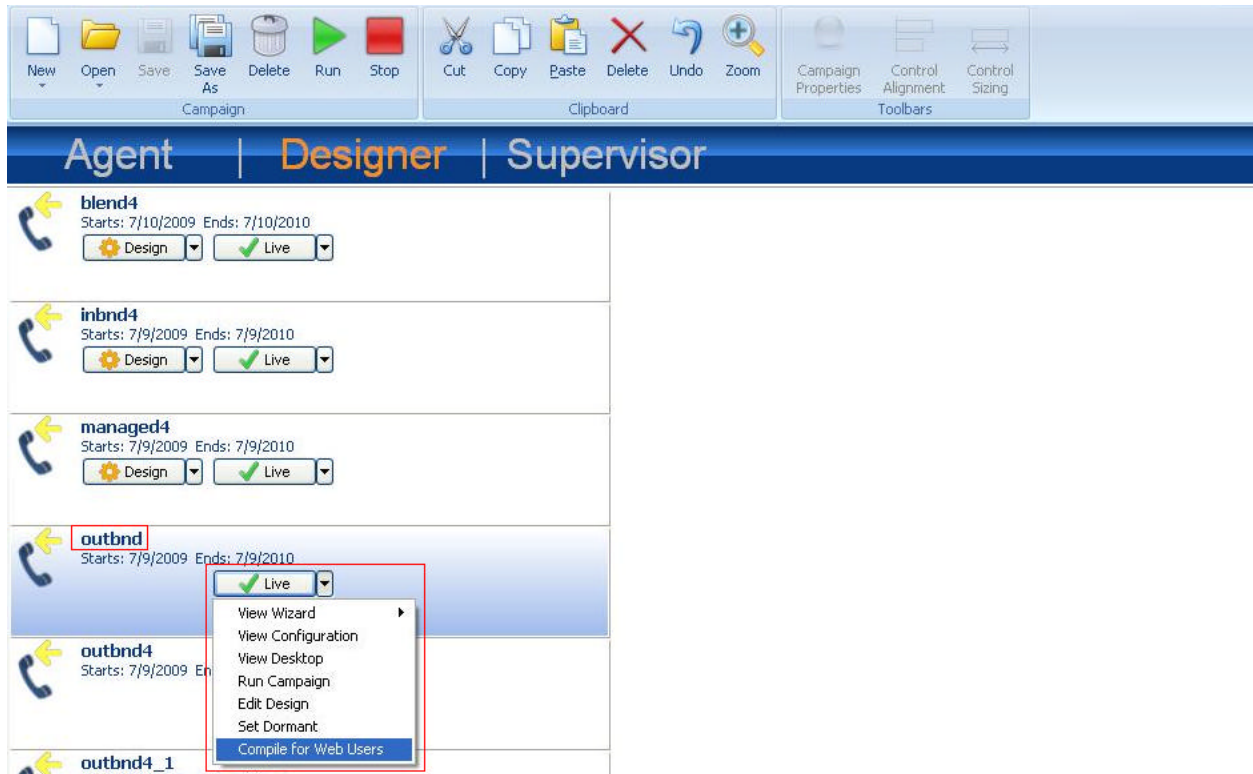 New Open Save Save As Delete Run Stop
Campaign
Cut Copy Paste Delete Undo Zoom
Clipboard
Campaign Properties Control Alignment Control Sizing
Toolbars
Agent | Designer | Supervisor
blend4
Starts: 7/10/2009 Ends: 7/10/2010
Design Live
inbnd4
Starts: 7/9/2009 Ends: 7/9/2010
Design Live
managed4
Starts: 7/9/2009 Ends: 7/9/2010
Design Live
outbnd
Starts: 7/9/2009 Ends: 7/9/2010
Live
View Wizard
View Configuration
View Desktop
Run Campaign
Edit Design
Set Dormant
Compile for Web Users
outbnd4
Starts: 7/9/2009 En
outbnd4_1